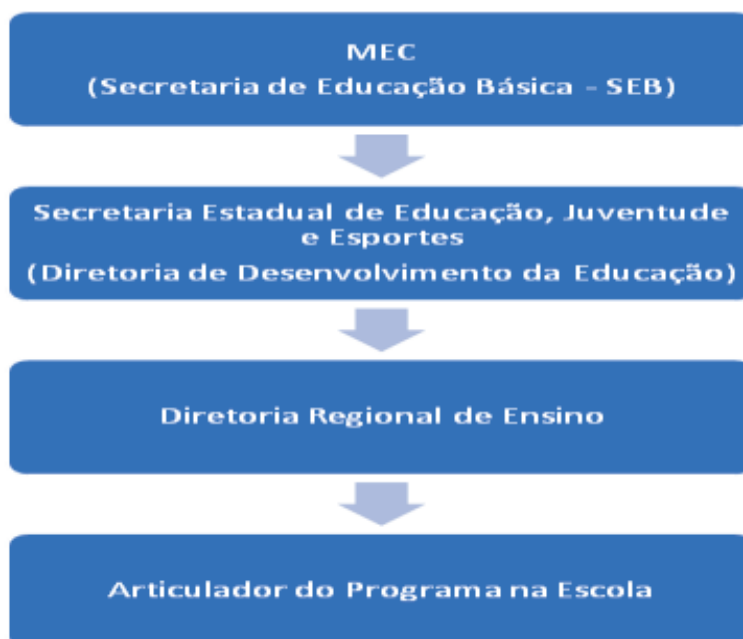 MEC
(Secretaria de Educação Básica - SEB)
Secretaria Estadual de Educação, Juventude
e Esportes
(Diretoria de Desenvolvimento da Educação)
Diretoria Regional de Ensino
Articulador do Programa na Escola